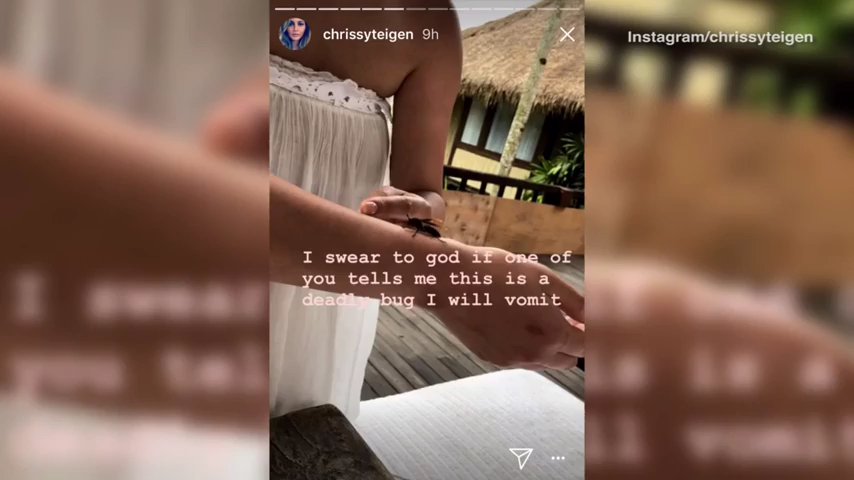 chrissyteigen 9h
Instagram/chrissyteigen
I swear to god if one of
you tells me this is a
deadly bug I will vomit